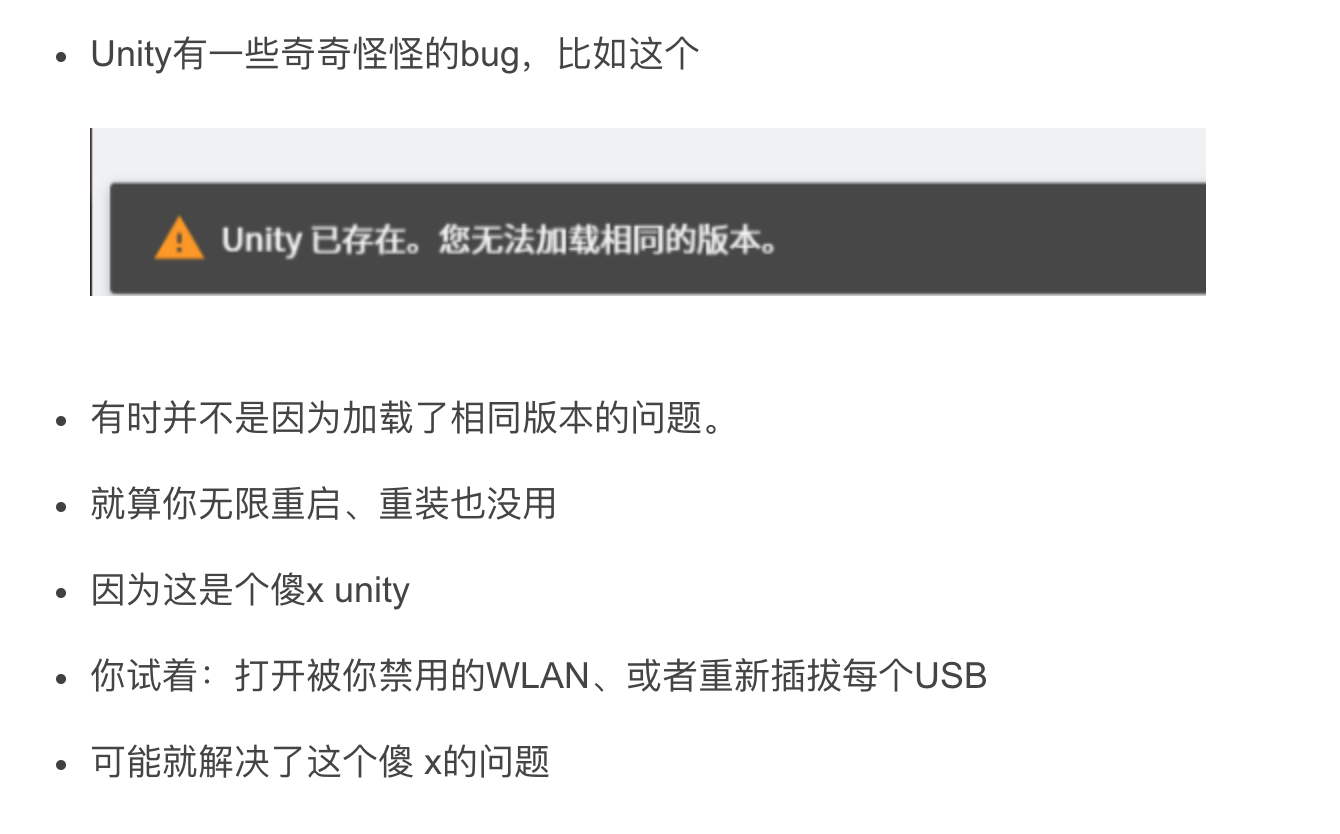 Unity有一些奇奇怪怪的bug，比如这个
Unity 已存在。您无法加载相同的版本。
有时并不是因为加载了相同版本的问题。
就算你无限重启、重装也没用
因为这是个傻x unity
你试着：打开被你禁用的WLAN、或者重新插拔每个USB
可能就解决了这个傻 x的问题